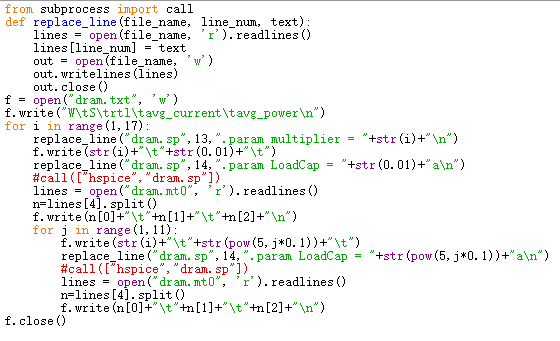 from subprocess import call
def replace_line(file_name, line_num, text):
    lines = open(file_name, 'r').readlines()
    lines[line_num] = text
    out = open(file_name, 'w')
    out.writelines(lines)
    out.close()
f = open("dram.txt", 'w')
f.write("W\tS\trtl\tavg_current\tavg_power\n")
for i in range(1,17):
    replace_line("dram.sp",13,".param multiplier = "+str(i)+"\n")
    f.write(str(i)+"\t"+str(0.01)+"\t")
    replace_line("dram.sp",14,".param LoadCap = "+str(0.01)+"a\n")
    #call(["hspice","dram.sp"])
    lines = open("dram.mt0", 'r').readlines()
    n=lines[4].split()
    f.write(n[0]+"\t"+n[1]+"\t"+n[2]+"\n")
    for j in range(1,11):
        f.write(str(i)+"\t"+str(pow(5,j*0.1))+"\t")
        replace_line("dram.sp",14,".param LoadCap = "+str(pow(5,j*0.1))+"a\n")
        #call(["hspice","dram.sp"])
        lines = open("dram.mt0", 'r').readlines()
        n=lines[4].split()
        f.write(n[0]+"\t"+n[1]+"\t"+n[2]+"\n")
f.close()